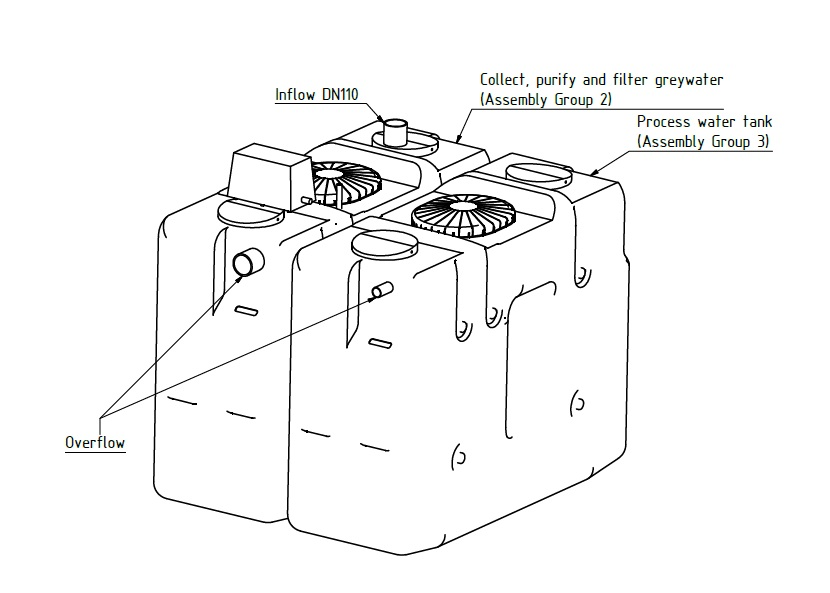 Collect, purify and filter greywater
(Assembly Group 2)
Inflow DN110
Process water tank
(Assembly Group 3)
Overflow